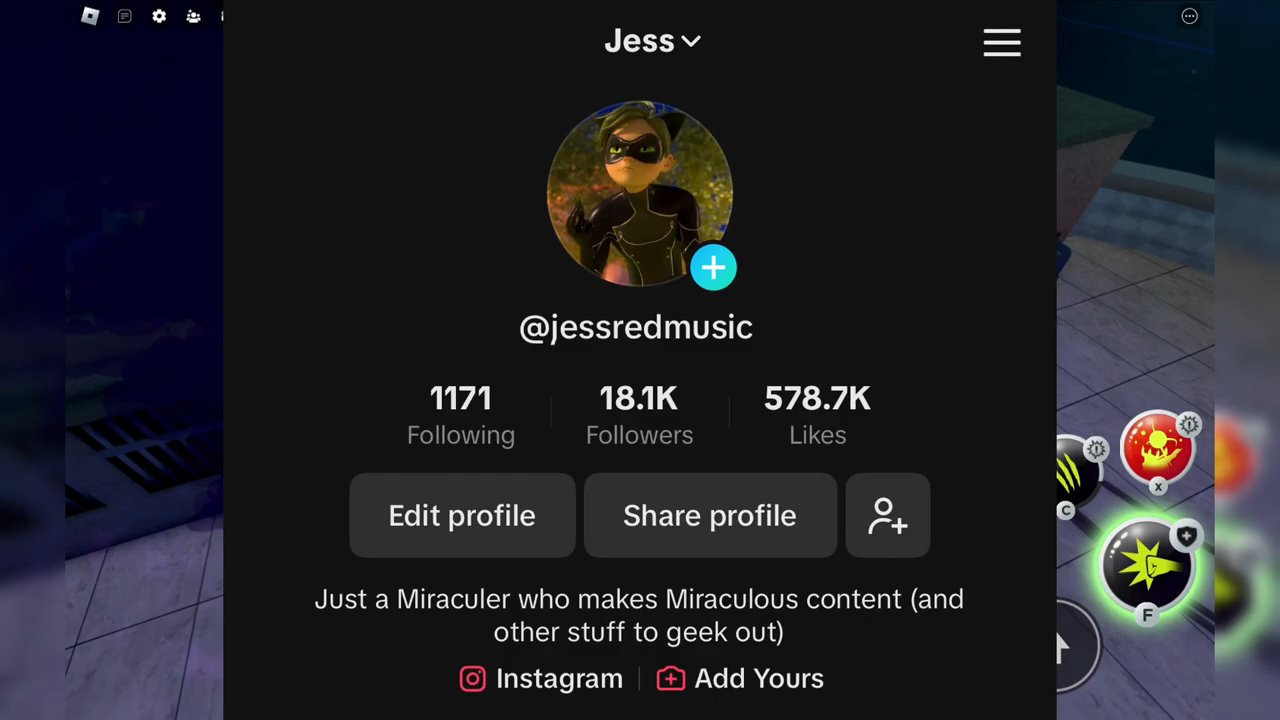 Jess
@jessredmusic
1171
Following
18.1K
Followers
578.7K
Likes
Edit profile
Share profile
Just a Miraculer who makes Miraculous content (and
other stuff to geek out)
Instagram
Add Yours
C
X
F